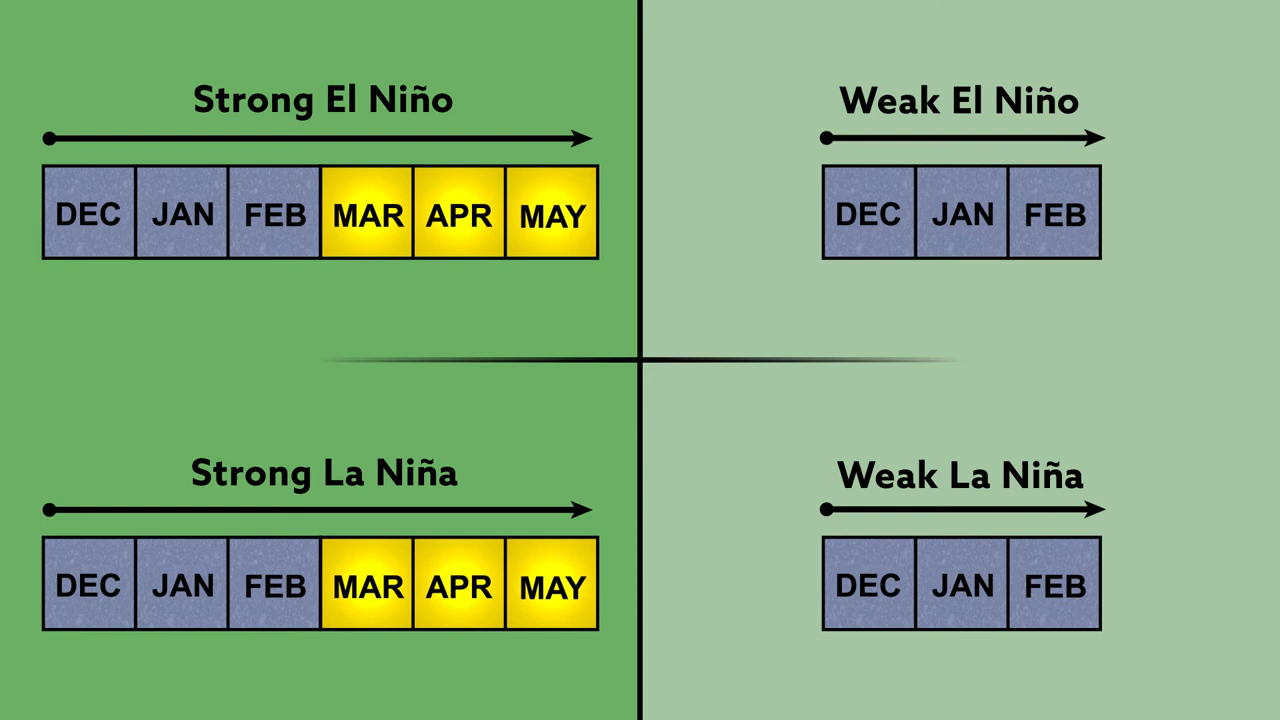 Strong El Niño
DEC JAN FEB MAR APR MAY
Weak El Niño
DEC JAN FEB
Strong La Niña
DEC JAN FEB MAR APR MAY
Weak La Niña
DEC JAN FEB